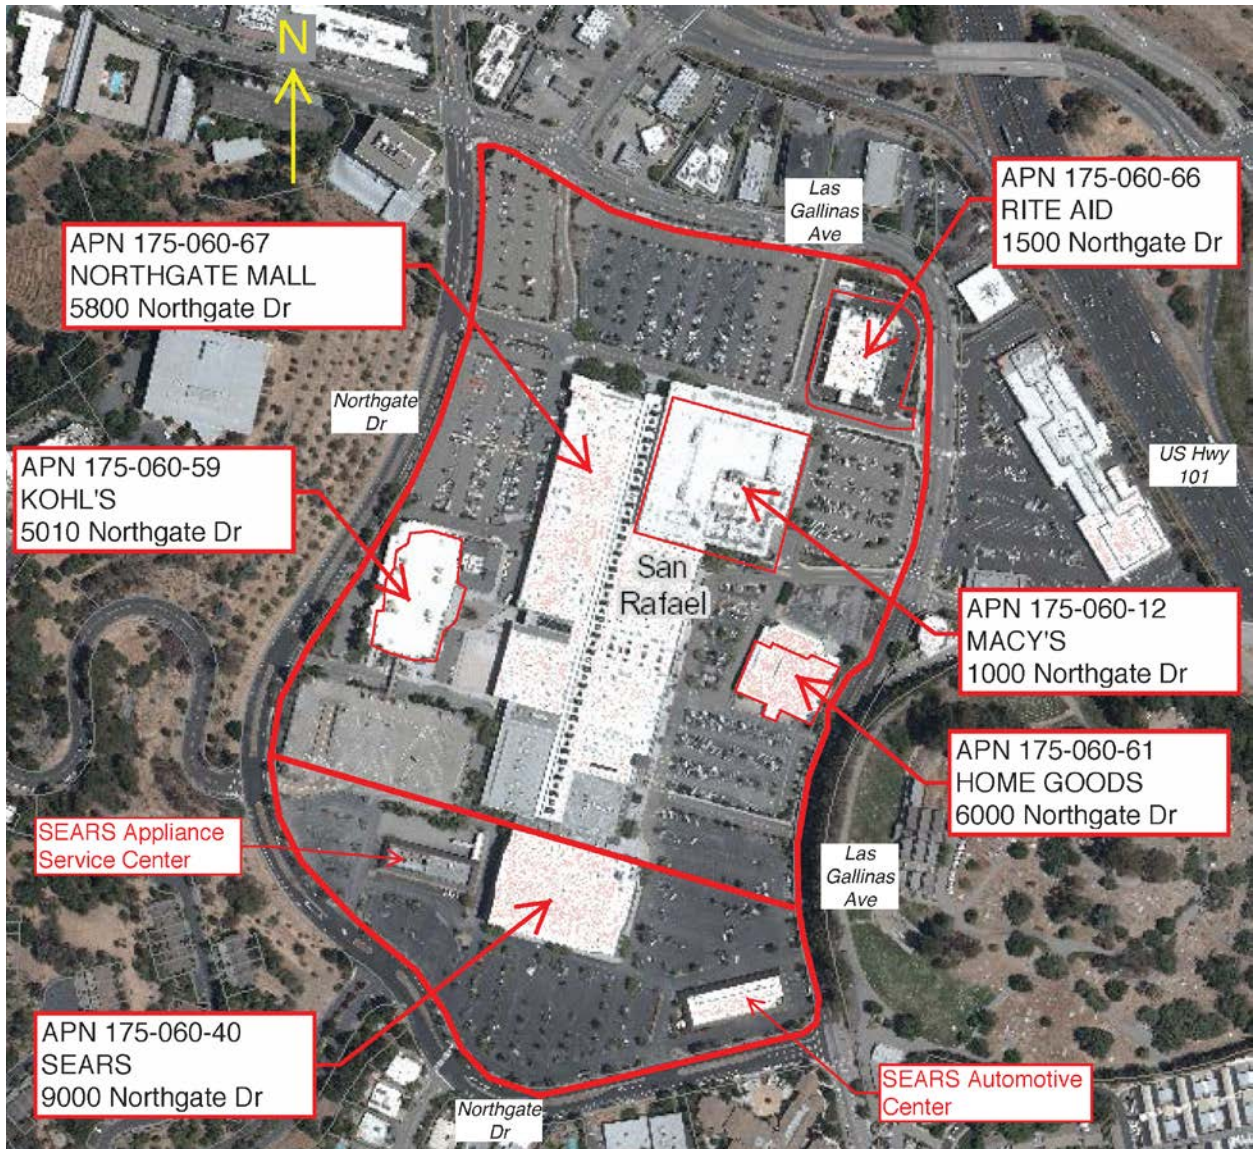 N
Las
Gallinas
Ave
APN 175-060-66
RITE AID
1500 Northgate Dr
APN 175-060-67
NORTHGATE MALL
5800 Northgate Dr
Northgate
Dr
US Hwy
101
APN 175-060-59
KOHL'S
5010 Northgate Dr
San
Rafael
APN 175-060-12
MACY'S
1000 Northgate Dr
APN 175-060-61
HOME GOODS
6000 Northgate Dr
SEARS Appliance
Service Center
Las
Gallinas
Ave
APN 175-060-40
SEARS
9000 Northgate Dr
SEARS Automotive
Center
Northgate
Dr